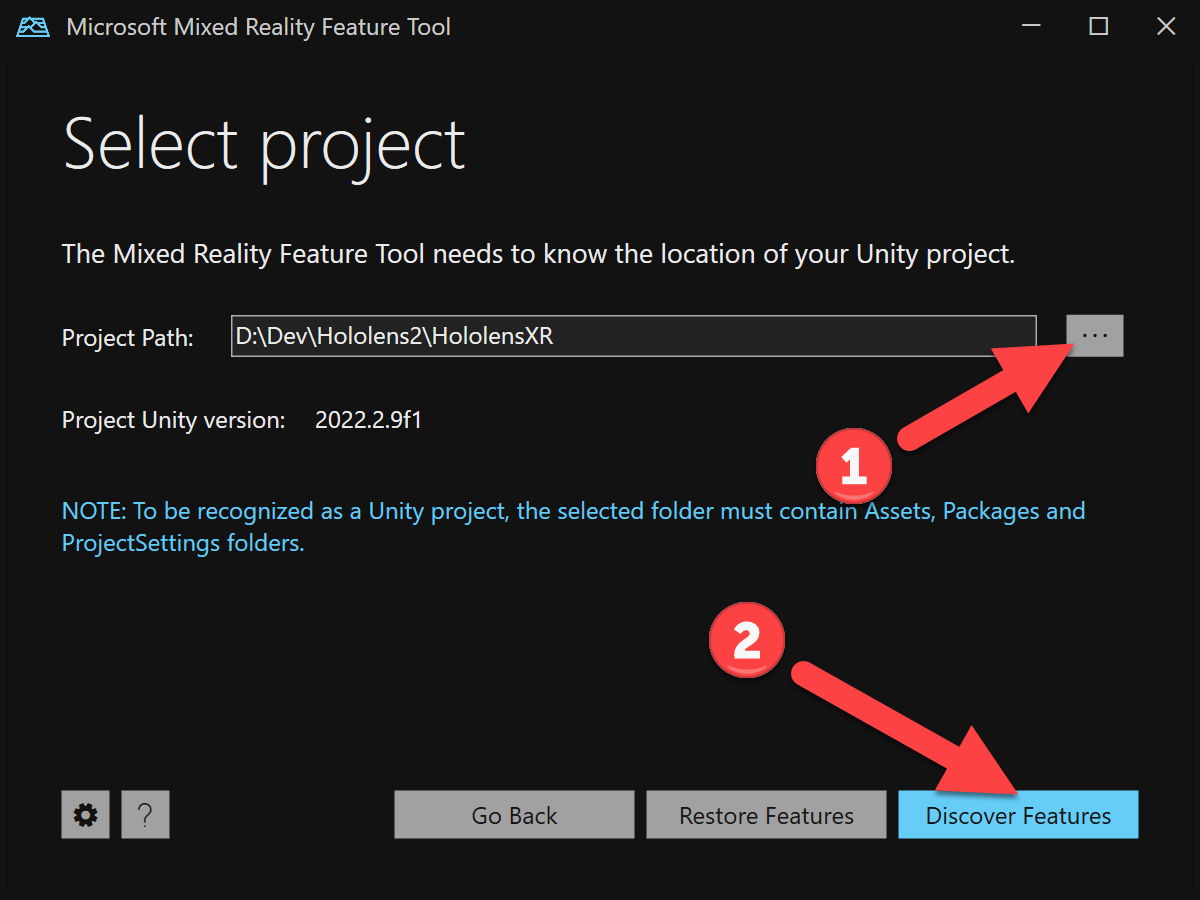 Microsoft Mixed Reality Feature Tool
Select project
The Mixed Reality Feature Tool needs to know the location of your Unity project.
Project Path: D:\Dev\Hololens2\HololensXR ...
Project Unity version: 2022.2.9f1
1
NOTE: To be recognized as a Unity project, the selected folder must contain Assets, Packages and
ProjectSettings folders.
2
? Go Back Restore Features Discover Features